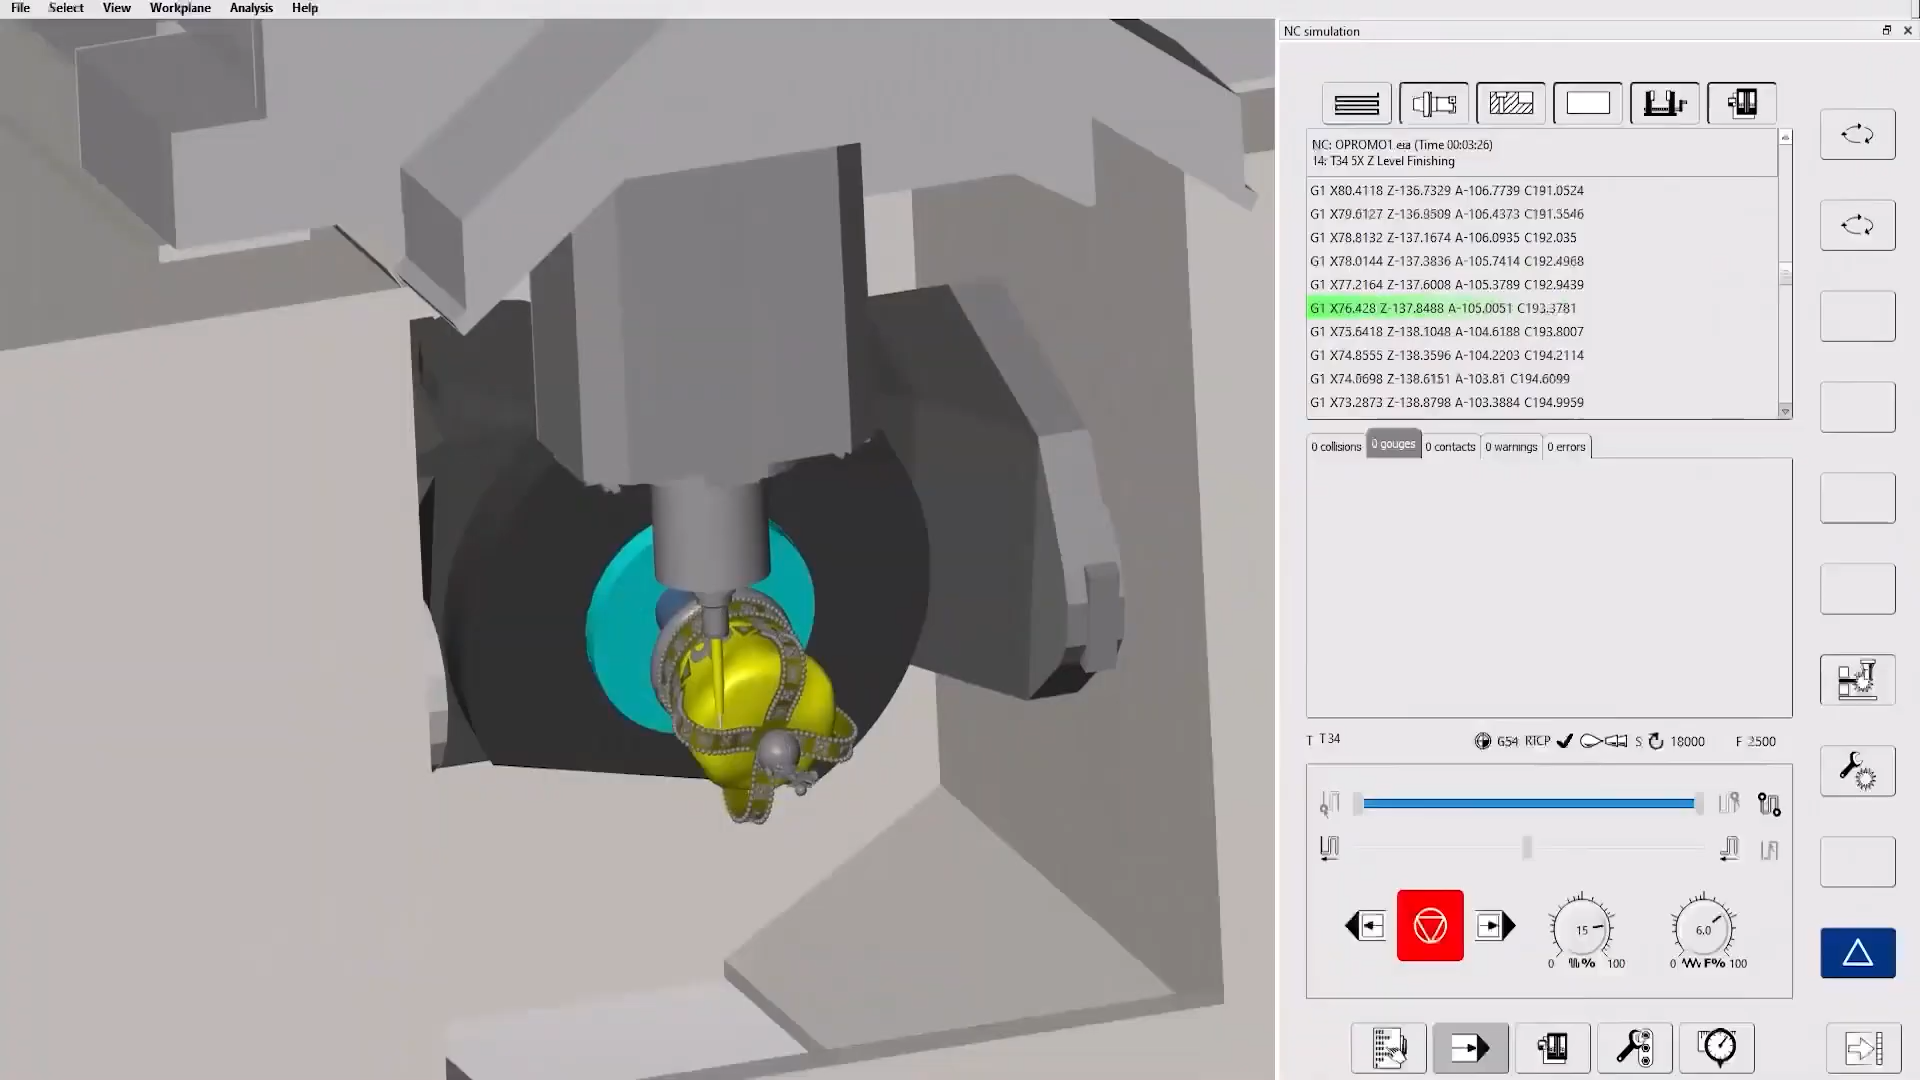 File Select View Workplane Analysis Help
NC simulation
NC: OPROMO1.eia (Time 00:03:26)
14: T34 5X Z Level Finishing
G1 X80.4118 Z-136.7329 A-106.7739 C191.0524
G1 X79.6127 Z-136.9509 A-106.4373 C191.5546
G1 X78.8132 Z-137.1674 A-106.0935 C192.035
G1 X78.0144 Z-137.3836 A-105.7414 C192.4968
G1 X77.2164 Z-137.6008 A-105.3789 C192.9439
G1 X76.428 Z-137.8488 A-105.0051 C193.3781
G1 X75.6418 Z-138.1048 A-104.6188 C193.8007
G1 X74.8555 Z-138.3596 A-104.2203 C194.2114
G1 X74.0698 Z-138.6151 A-103.81 C194.6099
G1 X73.2873 Z-138.8798 A-103.3884 C194.9959
0 collisions 0 gouges 0 contacts 0 warnings 0 errors
T T34 G54 RTCP S 18000 F 2500
15 6.0
0 % 100 0 F% 100